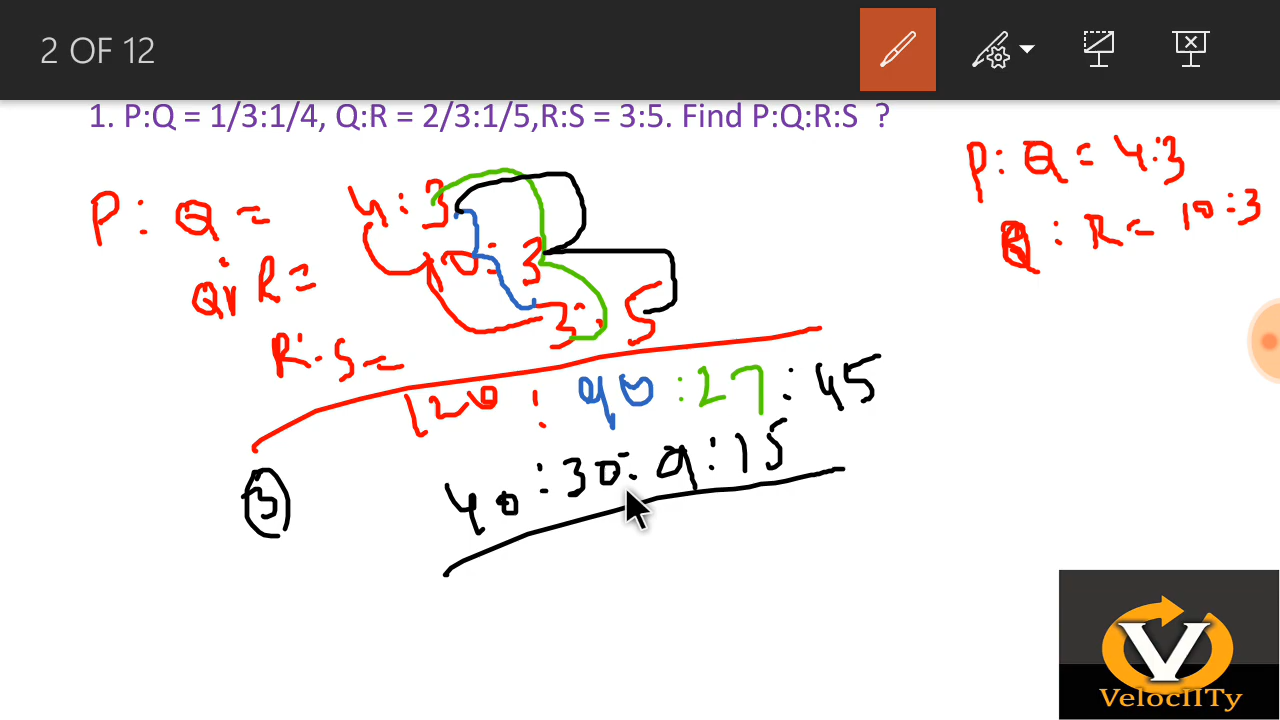 2 OF 12
1. P:Q = 1/3:1/4, Q:R = 2/3:1/5,R:S = 3:5. Find P:Q:R:S ?
P : Q = 4 : 3
Q : R = 10 : 3
R : S = 3 : 5
120 : 90 : 27 : 45
3
40 : 30 : 9 : 15
P : Q = 4:3
Q : R = 10:3
V
VelocIITy